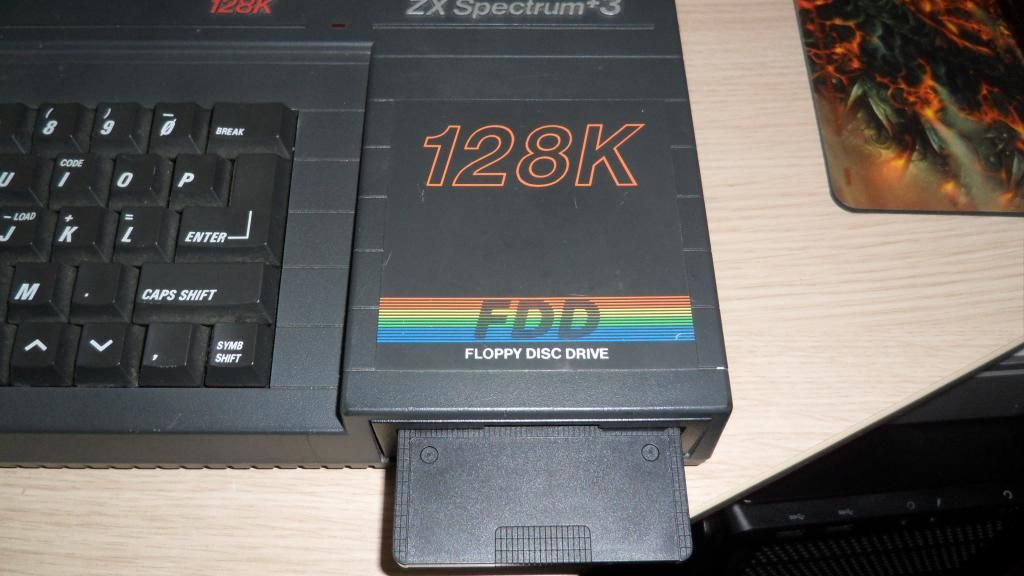 128K
ZX Spectrum+3
( 8 ) 9 _ Ø BREAK
U CODE I O P
- LOAD J + K = L ENTER
M . CAPS SHIFT
, SYMB SHIFT
128K
FDD
FLOPPY DISC DRIVE